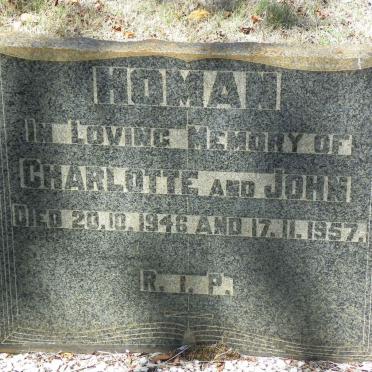 HOMAN
IN LOVING MEMORY OF
CHARLOTTE AND JOHN
DIED 20.10.1946 AND 17.11.1957.
R.I.P.